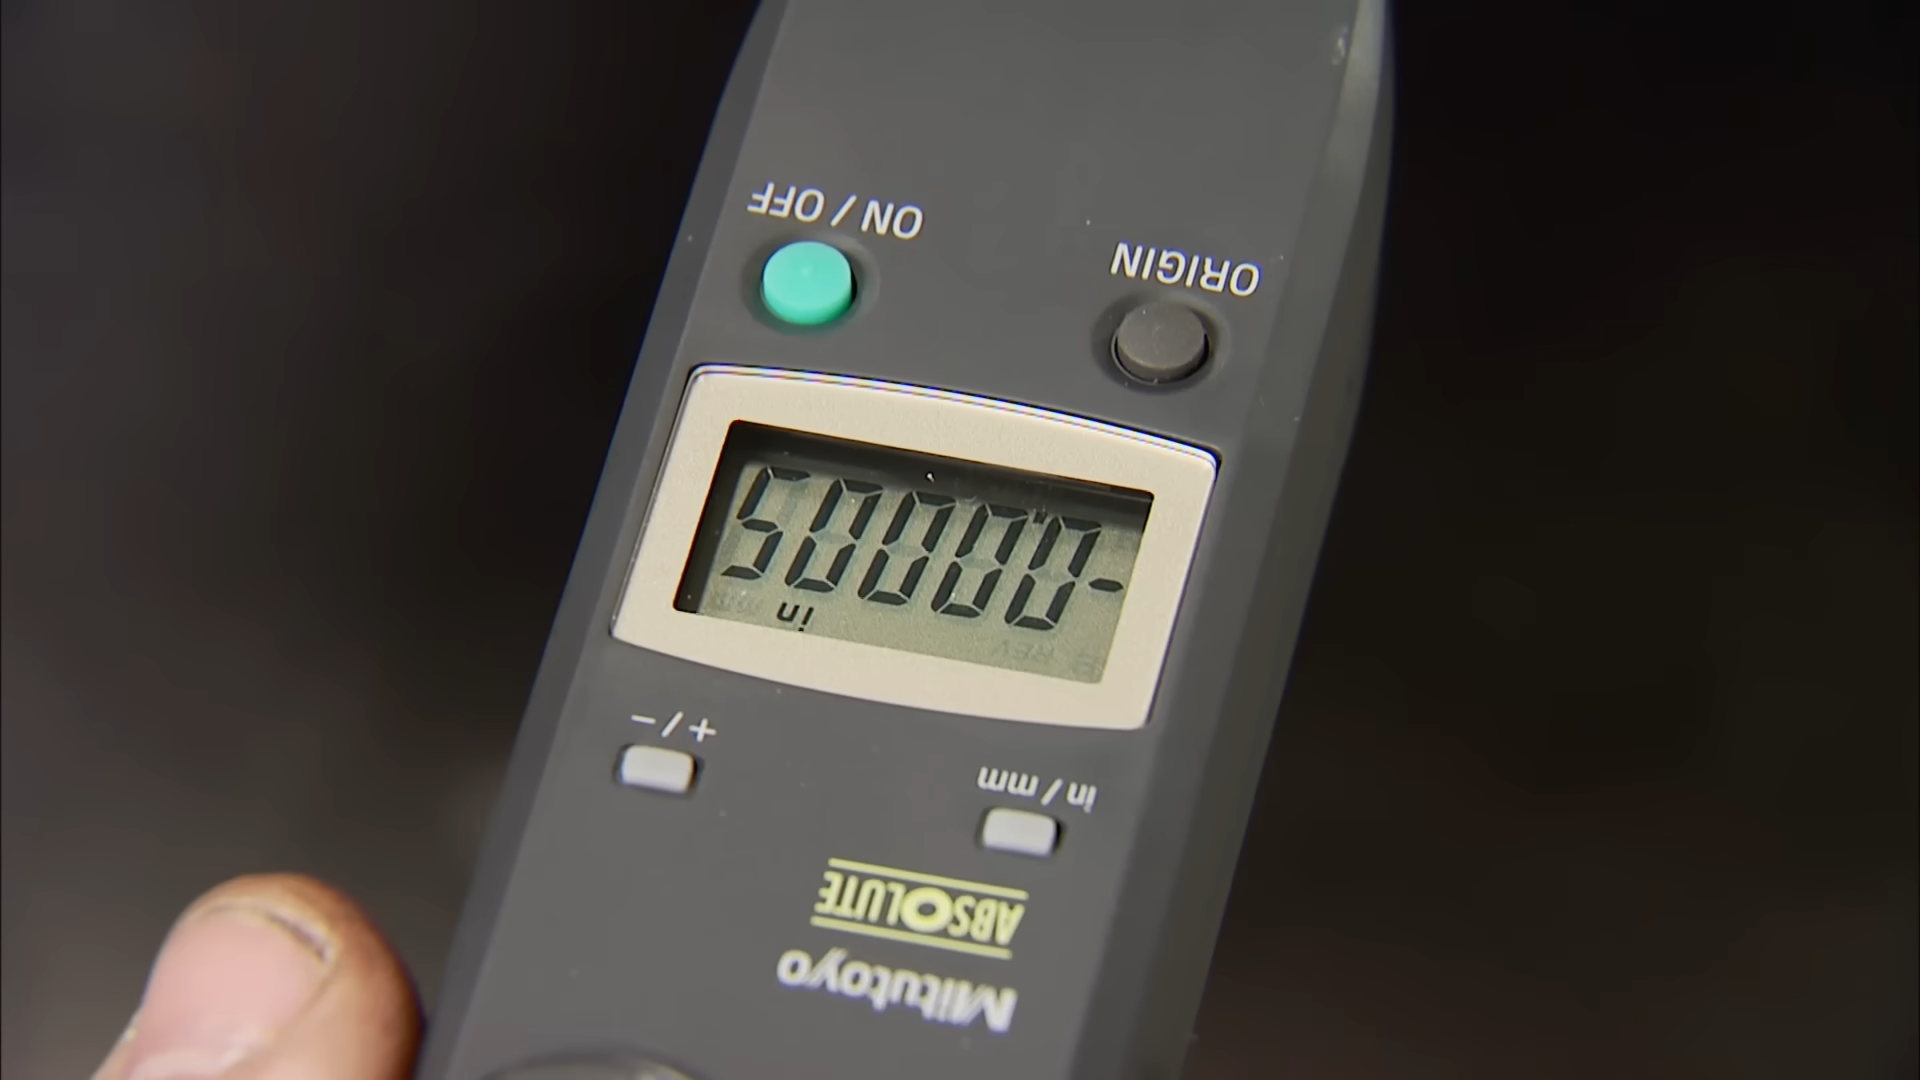 Mitutoyo
ABSOLUTE
in / mm
+ / −
in
-0.0005
ORIGIN
ON / OFF